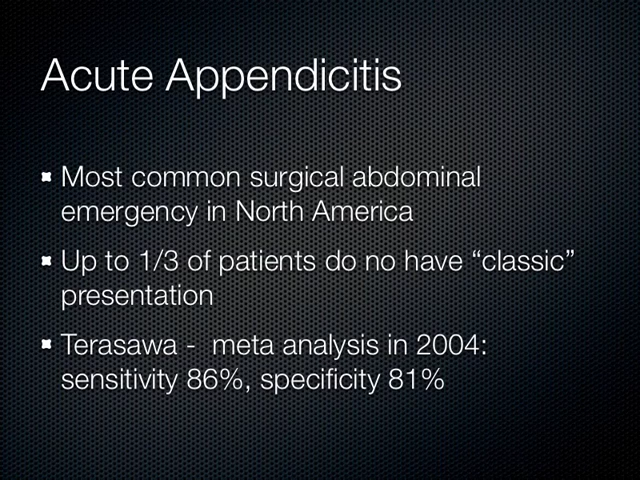 Acute Appendicitis
Most common surgical abdominal
emergency in North America
Up to 1/3 of patients do no have “classic”
presentation
Terasawa -  meta analysis in 2004:
sensitivity 86%, specificity 81%